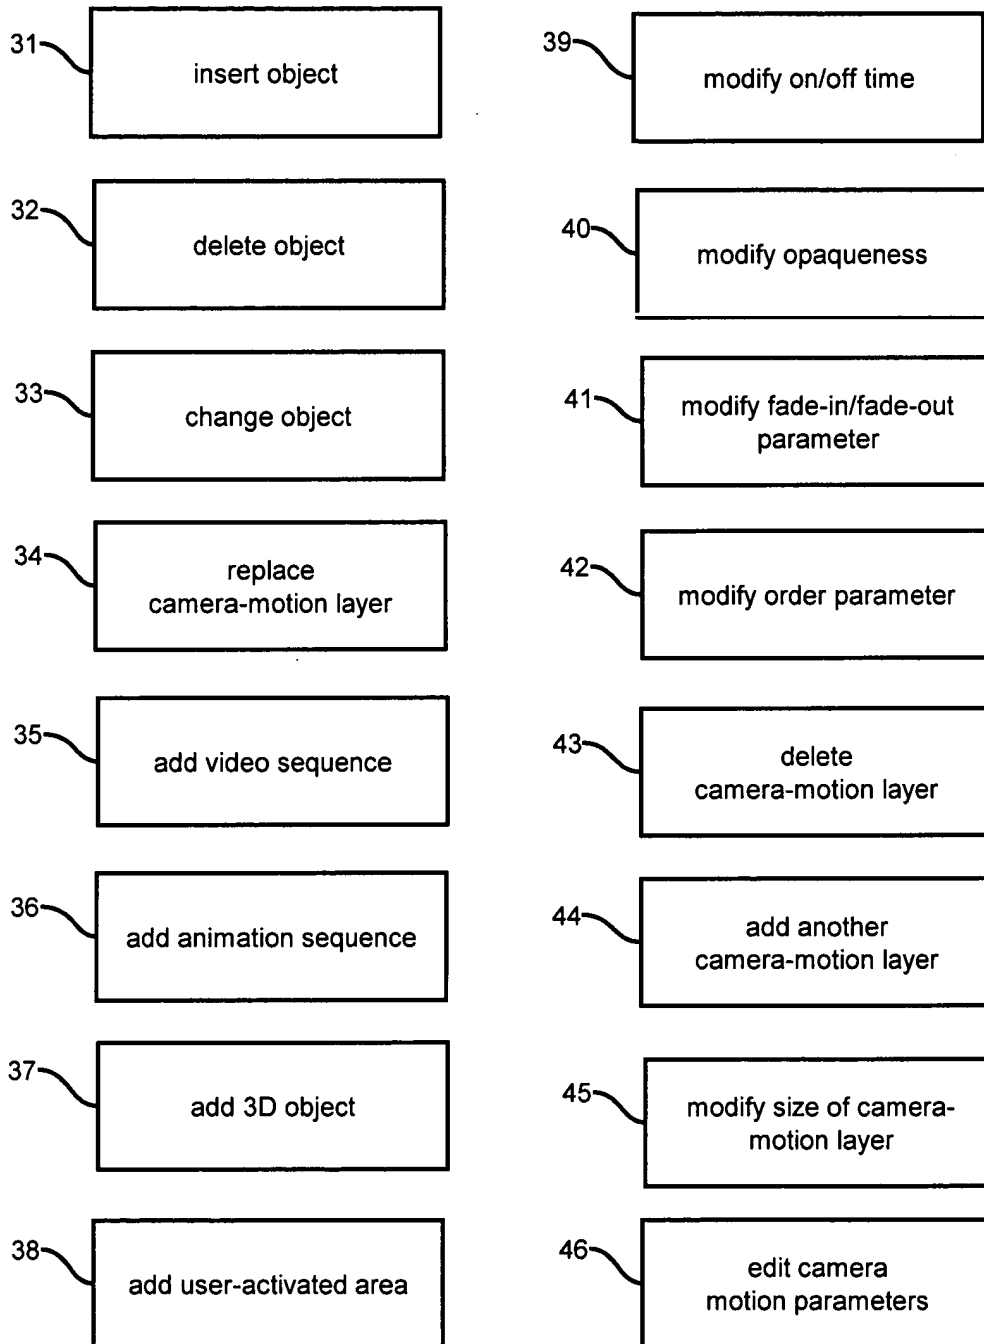 31
insert object
32
delete object
33
change object
34
replace
camera-motion layer
35
add video sequence
36
add animation sequence
37
add 3D object
38
add user-activated area
39
modify on/off time
40
modify opaqueness
41
modify fade-in/fade-out
parameter
42
modify order parameter
43
delete
camera-motion layer
44
add another
camera-motion layer
45
modify size of camera-
motion layer
46
edit camera
motion parameters